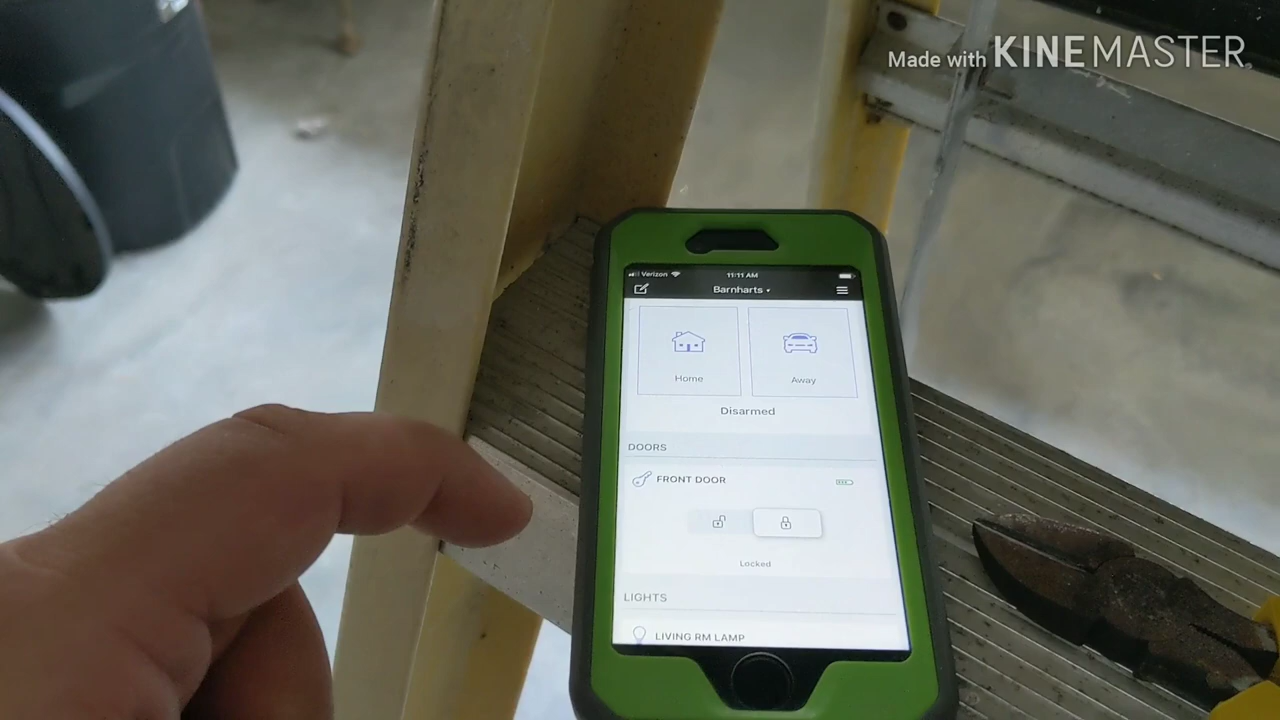 Made with KINEMASTER
Verizon 11:11 AM
Barnharts
Home Away
Disarmed
DOORS
FRONT DOOR
Locked
LIGHTS
LIVING RM LAMP